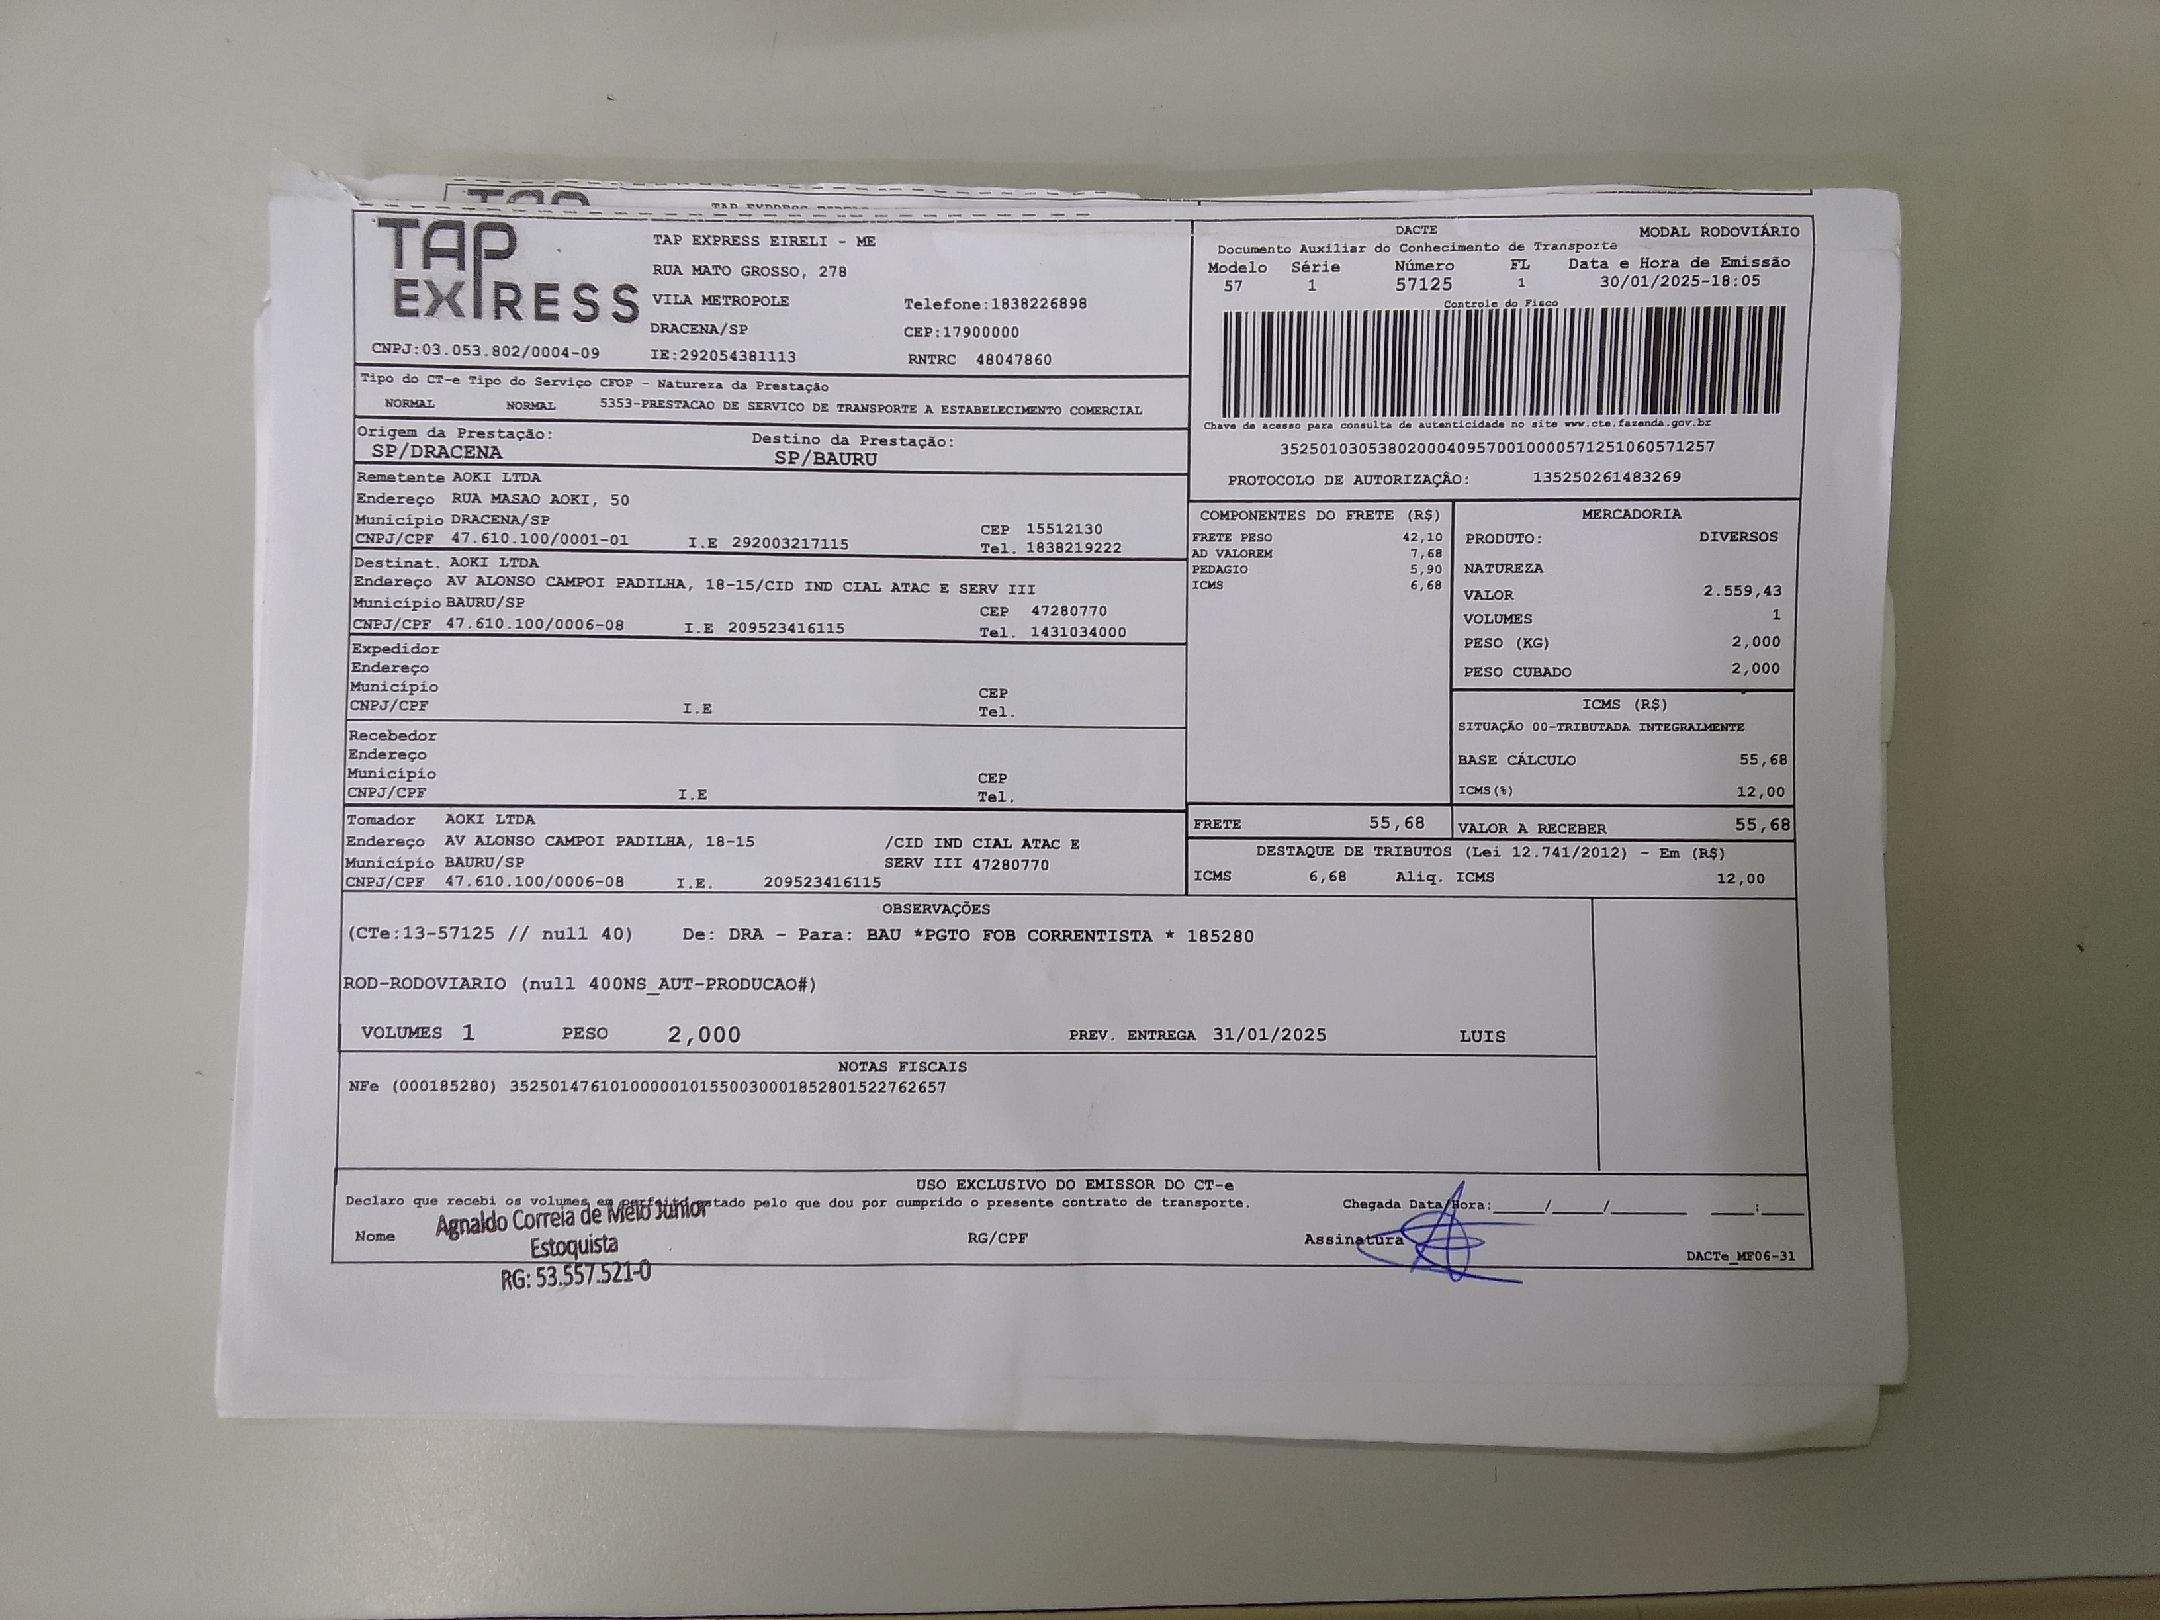 TAP EXPRESS
TAP EXPRESS EIRELI - ME
RUA MATO GROSSO, 278
VILA METROPOLE Telefone:1838226898
DRACENA/SP CEP:17900000
CNPJ:03.053.802/0004-09 IE:292054381113 RNTRC 48047860
DACTE MODAL RODOVIÁRIO
Documento Auxiliar do Conhecimento de Transporte
Modelo Série Número FL Data e Hora de Emissão
57 1 57125 1 30/01/2025-18:05
Controle do Fisco
Chave de acesso para consulta de autenticidade no site www.cte.fazenda.gov.br
35250103053802000409570010000571251060571257
PROTOCOLO DE AUTORIZAÇÂO: 135250261483269
Tipo do CT-e Tipo do Serviço CFOP - Natureza da Prestação
NORMAL NORMAL 5353-PRESTACAO DE SERVICO DE TRANSPORTE A ESTABELECIMENTO COMERCIAL
Origem da Prestação: Destino da Prestação:
SP/DRACENA SP/BAURU
Remetente AOKI LTDA
Endereço RUA MASAO AOKI, 50
Município DRACENA/SP CEP 15512130
CNPJ/CPF 47.610.100/0001-01 I.E 292003217115 Tel. 1838219222
Destinat. AOKI LTDA
Endereço AV ALONSO CAMPOI PADILHA, 18-15/CID IND CIAL ATAC E SERV III
Município BAURU/SP CEP 47280770
CNPJ/CPF 47.610.100/0006-08 I.E 209523416115 Tel. 1431034000
Expedidor
Endereço
Município CEP
CNPJ/CPF I.E Tel.
Recebedor
Endereço
Município CEP
CNPJ/CPF I.E Tel.
Tomador AOKI LTDA
Endereço AV ALONSO CAMPOI PADILHA, 18-15 /CID IND CIAL ATAC E
Município BAURU/SP SERV III 47280770
CNPJ/CPF 47.610.100/0006-08 I.E. 209523416115
COMPONENTES DO FRETE (R$)
FRETE PESO 42,10
AD VALOREM 7,68
PEDAGIO 5,90
ICMS 6,68
MERCADORIA
PRODUTO: DIVERSOS
NATUREZA
VALOR 2.559,43
VOLUMES 1
PESO (KG) 2,000
PESO CUBADO 2,000
ICMS (R$)
SITUAÇÃO 00-TRIBUTADA INTEGRALMENTE
BASE CÁLCULO 55,68
ICMS(%) 12,00
FRETE 55,68 VALOR A RECEBER 55,68
DESTAQUE DE TRIBUTOS (Lei 12.741/2012) - Em (R$)
ICMS 6,68 Aliq. ICMS 12,00
OBSERVAÇÕES
(CTe:13-57125 // null 40) De: DRA - Para: BAU *PGTO FOB CORRENTISTA * 185280
ROD-RODOVIARIO (null 400NS_AUT-PRODUCAO#)
VOLUMES 1 PESO 2,000 PREV. ENTREGA 31/01/2025 LUIS
NOTAS FISCAIS
NFe (000185280) 35250147610100000101550030001852801522762657
USO EXCLUSIVO DO EMISSOR DO CT-e
Declaro que recebi os volumes em perfeito estado pelo que dou por cumprido o presente contrato de transporte. Chegada Data/Hora:____/____/______ ____:____
Nome Agnaldo Correia de Melo Junior RG/CPF Assinatura
Estoquista
RG: 53.557.521-0
DACTe_MF06-31